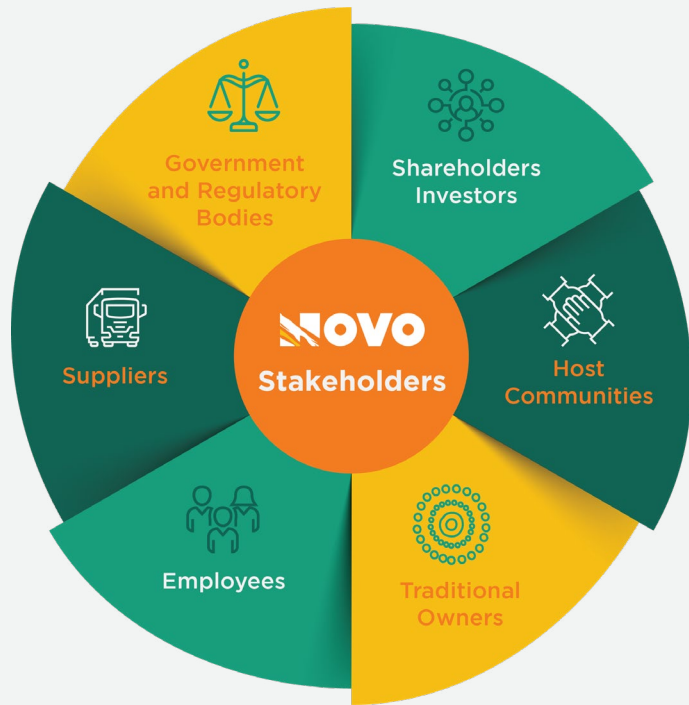 Government
and Regulatory
Bodies
Shareholders
Investors
Suppliers
NOVO
Stakeholders
Host
Communities
Employees
Traditional
Owners